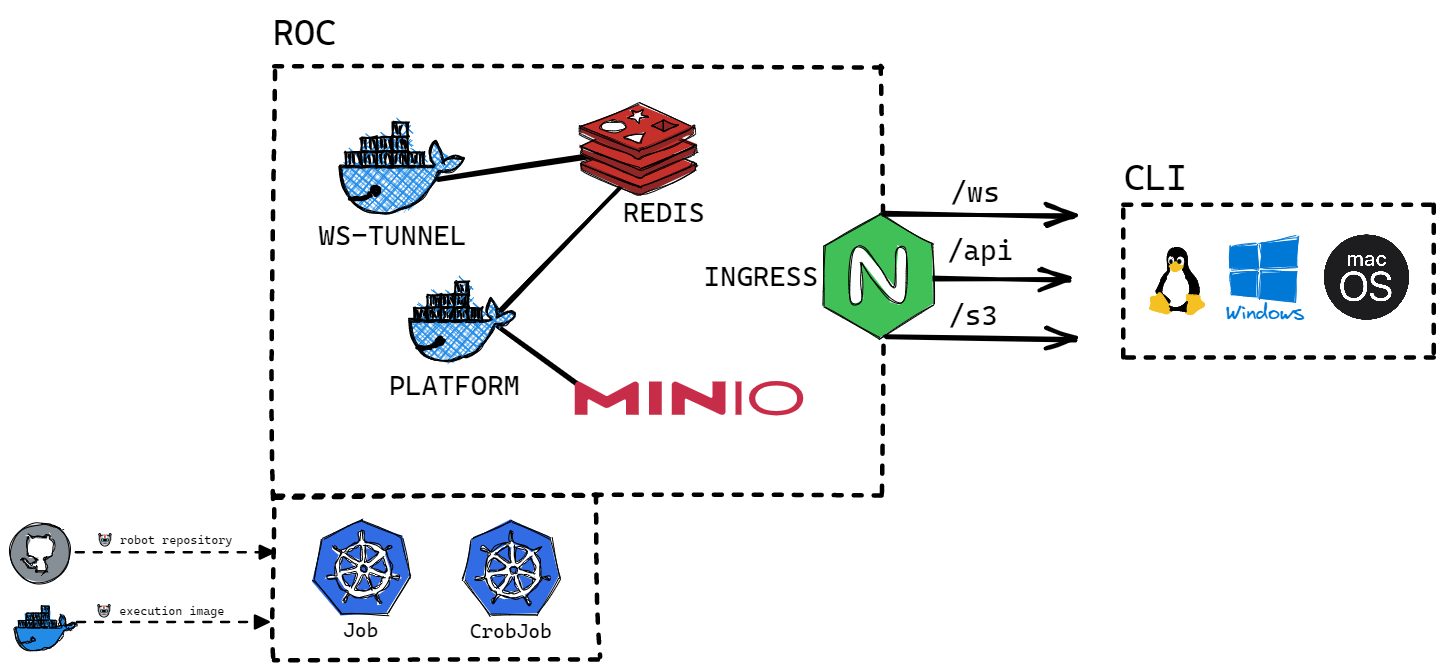 ROC
CLI
/ws
WS-TUNNEL
REDIS
/api
INGRESS
/s3
mac
OS
Windows
PLATFORM
MINIO
robot repository
execution image
Job
CrobJob